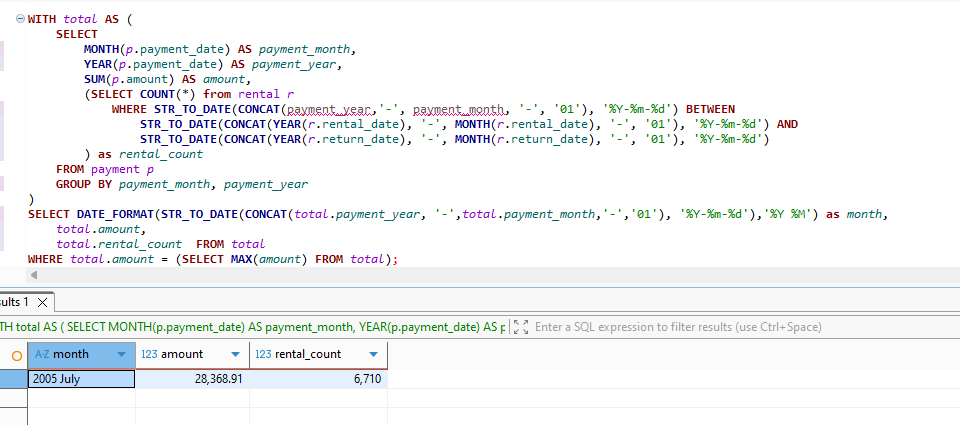 WITH total AS (
SELECT
MONTH(p.payment_date) AS payment_month,
YEAR(p.payment_date) AS payment_year,
SUM(p.amount) AS amount,
(SELECT COUNT(*) from rental r
WHERE STR_TO_DATE(CONCAT(payment_year,'-', payment_month, '-', '01'), '%Y-%m-%d') BETWEEN
STR_TO_DATE(CONCAT(YEAR(r.rental_date), '-', MONTH(r.rental_date), '-', '01'), '%Y-%m-%d') AND
STR_TO_DATE(CONCAT(YEAR(r.return_date), '-', MONTH(r.return_date), '-', '01'), '%Y-%m-%d')
) as rental_count
FROM payment p
GROUP BY payment_month, payment_year
)
SELECT DATE_FORMAT(STR_TO_DATE(CONCAT(total.payment_year, '-',total.payment_month,'-','01'), '%Y-%m-%d'),'%Y %M') as month,
total.amount,
total.rental_count  FROM total
WHERE total.amount = (SELECT MAX(amount) FROM total);
sults 1
TH total AS ( SELECT MONTH(p.payment_date) AS payment_month, YEAR(p.payment_date) AS p Enter a SQL expression to filter results (use Ctrl+Space)
A-Z month 123 amount 123 rental_count
2005 July 28,368.91 6,710